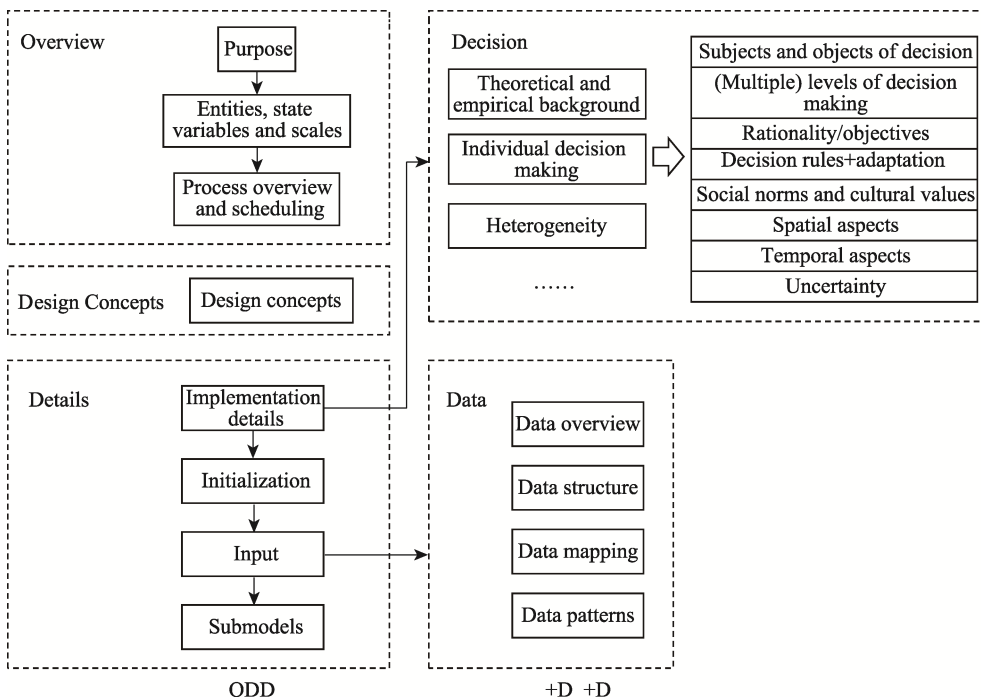 Overview
Purpose
Entities, state
variables and scales
Process overview
and scheduling
Design Concepts
Design concepts
Details
Implementation
details
Initialization
Input
Submodels
ODD
Decision
Theoretical and
empirical background
Individual decision
making
Heterogeneity
……
Subjects and objects of decision
(Multiple) levels of decision
making
Rationality/objectives
Decision rules+adaptation
Social norms and cultural values
Spatial aspects
Temporal aspects
Uncertainty
Data
Data overview
Data structure
Data mapping
Data patterns
+D +D